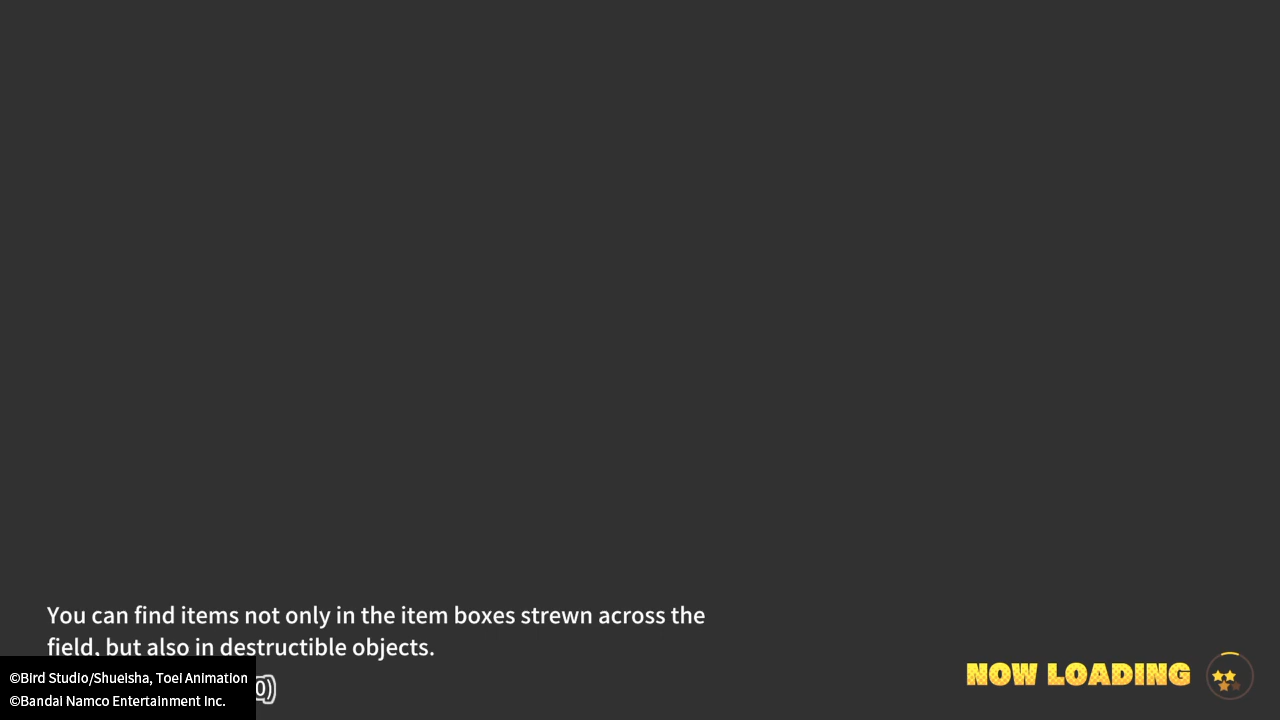 You can find items not only in the item boxes strewn across the
field, but also in destructible objects.
©Bird Studio/Shueisha, Toei Animation
©Bandai Namco Entertainment Inc.
NOW LOADING